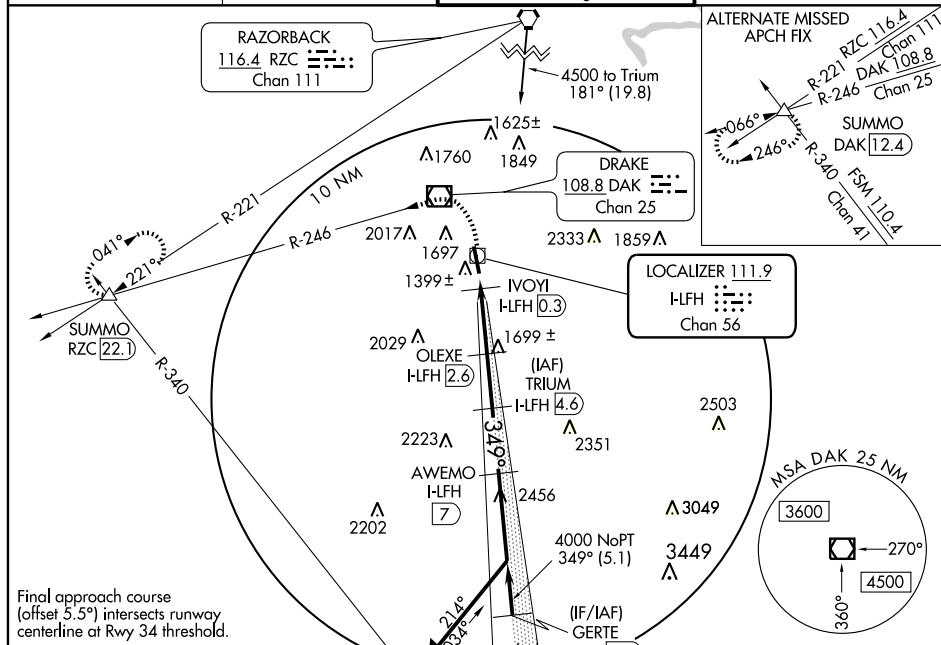 RAZORBACK
116.4 RZC
Chan 111
4500 to Trium
181° (19.8)
ALTERNATE MISSED
APCH FIX
R-221 RZC 116.4
Chan 111
R-246 DAK 108.8
Chan 25
066°
246°
SUMMO
DAK 12.4
R-340 FSM 110.4
Chan 41
1625±
1849
1760
10 NM
DRAKE
108.8 DAK
Chan 25
R-221
R-246
2017
1697
2333
1859
041°
221°
1399 ±
LOCALIZER 111.9
I-LFH
Chan 56
IVOYI
I-LFH 0.3
SUMMO
RZC 22.1
R-340
2029
1699 ±
OLEXE
I-LFH 2.6
(IAF)
TRIUM
I-LFH 4.6
2503
2351
349°
2223
AWEMO
I-LFH
7
2456
2202
3049
3449
4000 NoPT
349° (5.1)
MSA DAK 25 NM
3600
270°
4500
360°
214°
034°
(IF/IAF)
GERTE
Final approach course
(offset 5.5°) intersects runway
centerline at Rwy 34 threshold.